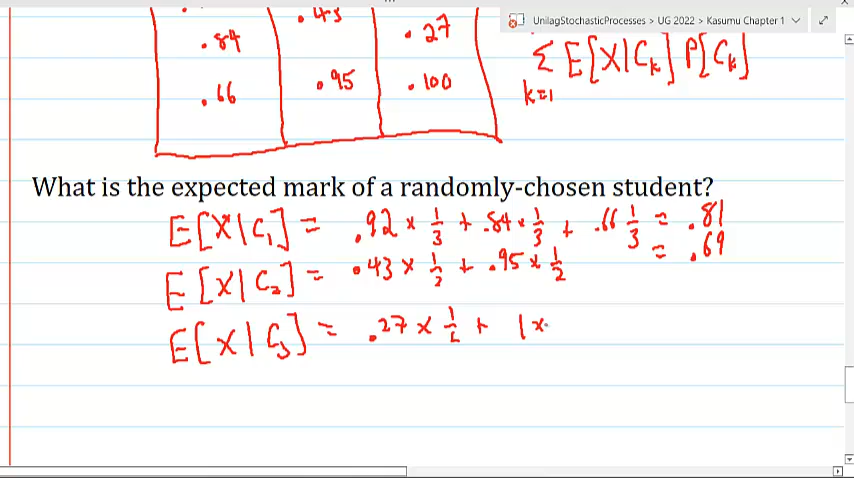 UnilagStochasticProcesses > UG 2022 > Kasumu Chapter 1
.43
.84
.27
.66
.95
.100
∑ E[X|Cₖ] P[Cₖ]
k=1
What is the expected mark of a randomly-chosen student?
E[X|C₁] = .92 × 1/3 + .84 × 1/3 + .66 1/3 = .81
E[X|C₂] = .43 × 1/2 + .95 × 1/2 = .69
E[X|C₃] = .27 × 1/2 + 1 ×